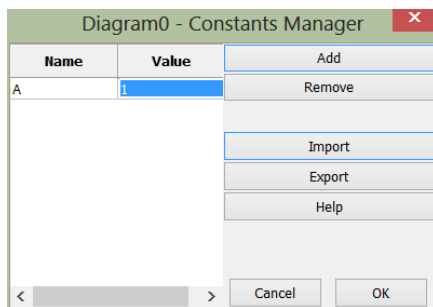 Diagram0 - Constants Manager
Name Value
A 1
Add
Remove
Import
Export
Help
Cancel OK